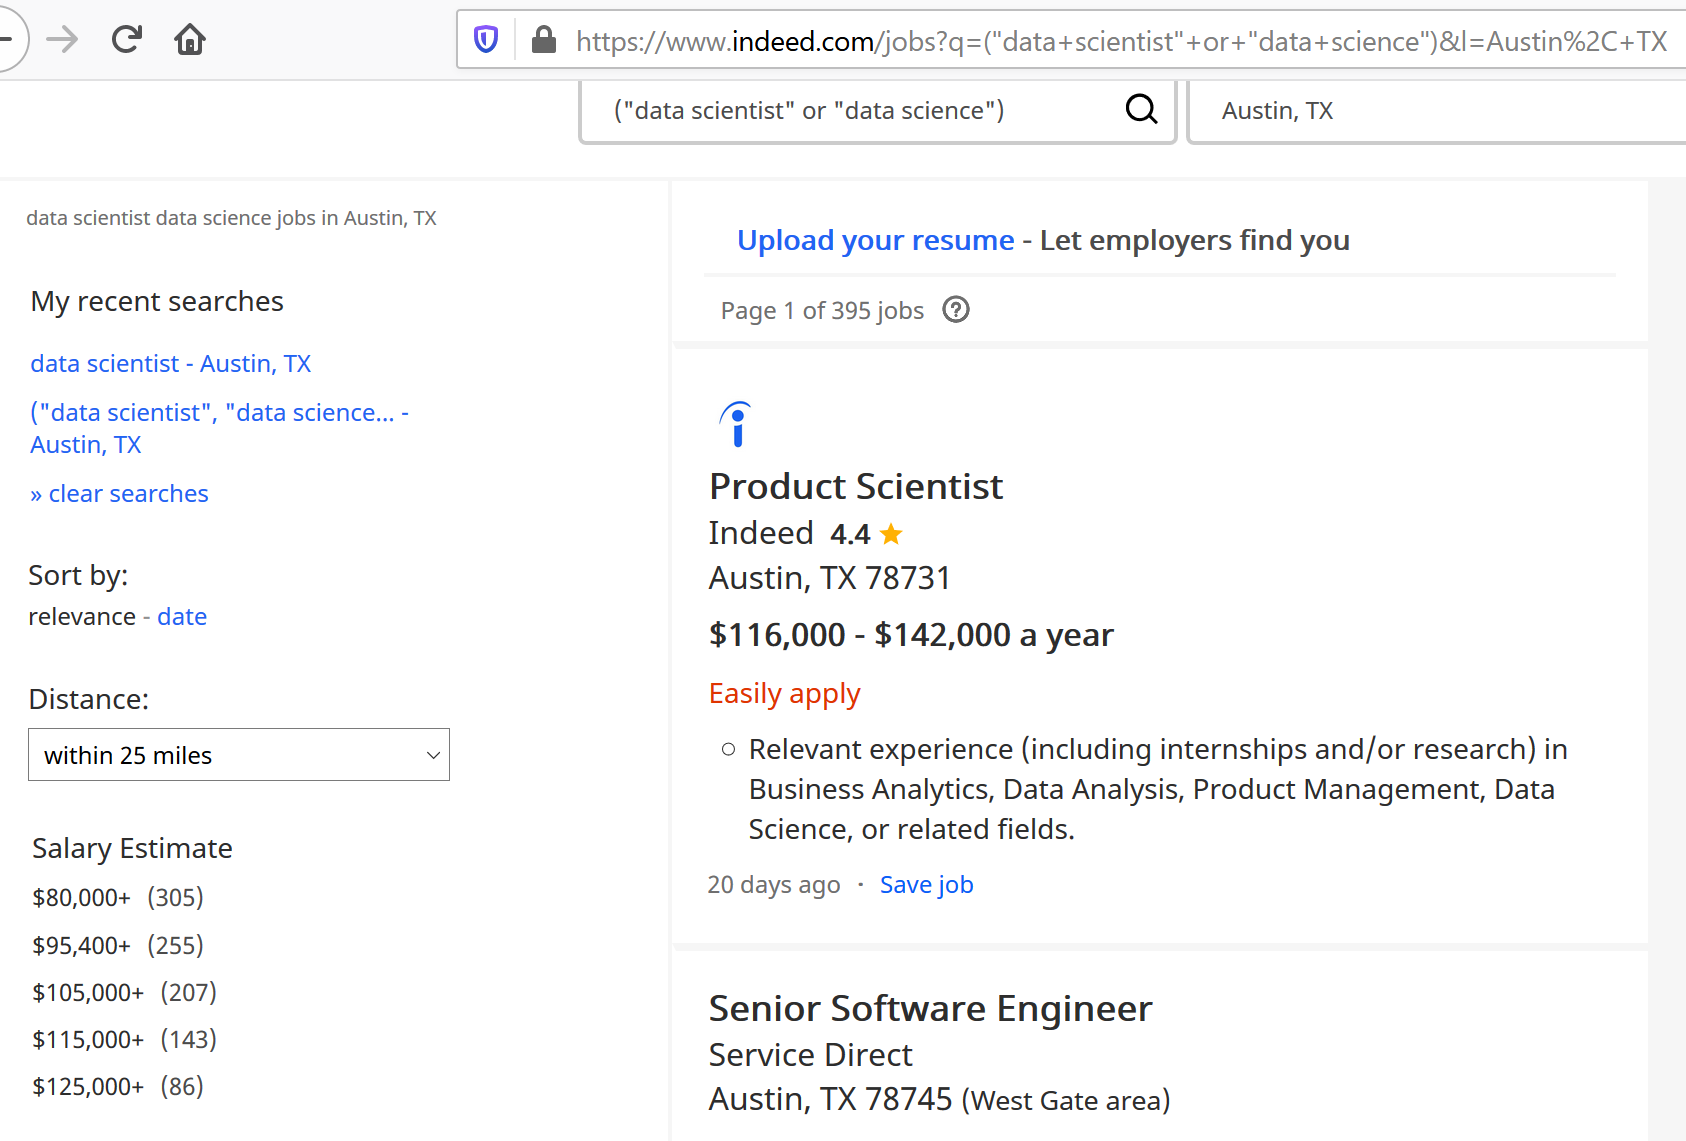 https://www.indeed.com/jobs?q=("data+scientist"+or+"data+science")&l=Austin%2C+TX
("data scientist" or "data science")
Austin, TX
data scientist data science jobs in Austin, TX
My recent searches
data scientist - Austin, TX
("data scientist", "data science... -
Austin, TX
» clear searches
Sort by:
relevance - date
Distance:
within 25 miles
Salary Estimate
$80,000+ (305)
$95,400+ (255)
$105,000+ (207)
$115,000+ (143)
$125,000+ (86)
Upload your resume - Let employers find you
Page 1 of 395 jobs
Product Scientist
Indeed 4.4
Austin, TX 78731
$116,000 - $142,000 a year
Easily apply
Relevant experience (including internships and/or research) in
Business Analytics, Data Analysis, Product Management, Data
Science, or related fields.
20 days ago · Save job
Senior Software Engineer
Service Direct
Austin, TX 78745 (West Gate area)